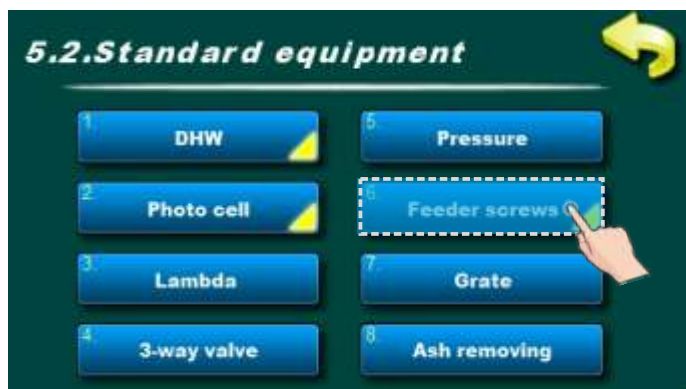 5.2.Standard equipment
1. DHW
5. Pressure
2. Photo cell
6. Feeder screws
3. Lambda
7. Grate
4. 3-way valve
8. Ash removing